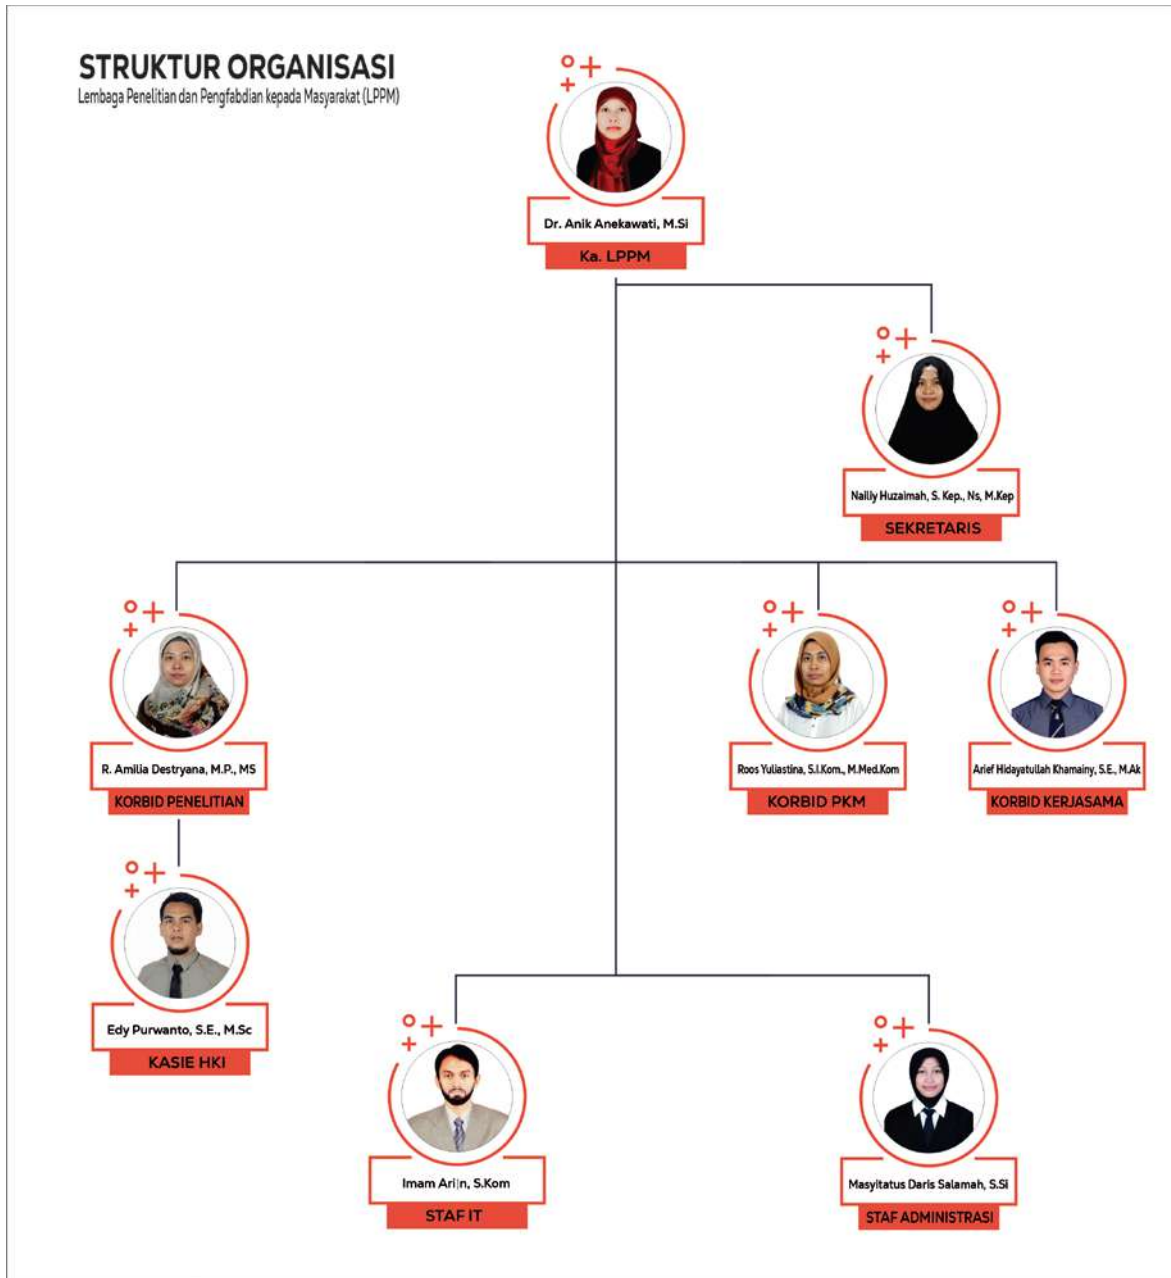 STRUKTUR ORGANISASI
Lembaga Penelitian dan Pengfabdian kepada Masyarakat (LPPM)
Dr. Anik Anekawati, M.Si
Ka. LPPM
Nailiy Huzaimah, S. Kep., Ns, M.Kep
SEKRETARIS
R. Amilia Destryana, M.P., MS
KORBID PENELITIAN
Roos Yuliastina, S.I.Kom., M.Med.Kom
KORBID PKM
Arief Hidayatullah Khamainy, S.E., M.Ak
KORBID KERJASAMA
Edy Purwanto, S.E., M.Sc
KASIE HKI
Imam S.Kom
STAF IT
Masyitatus Daris Salamah, S.Si
STAF ADMINISTRASI